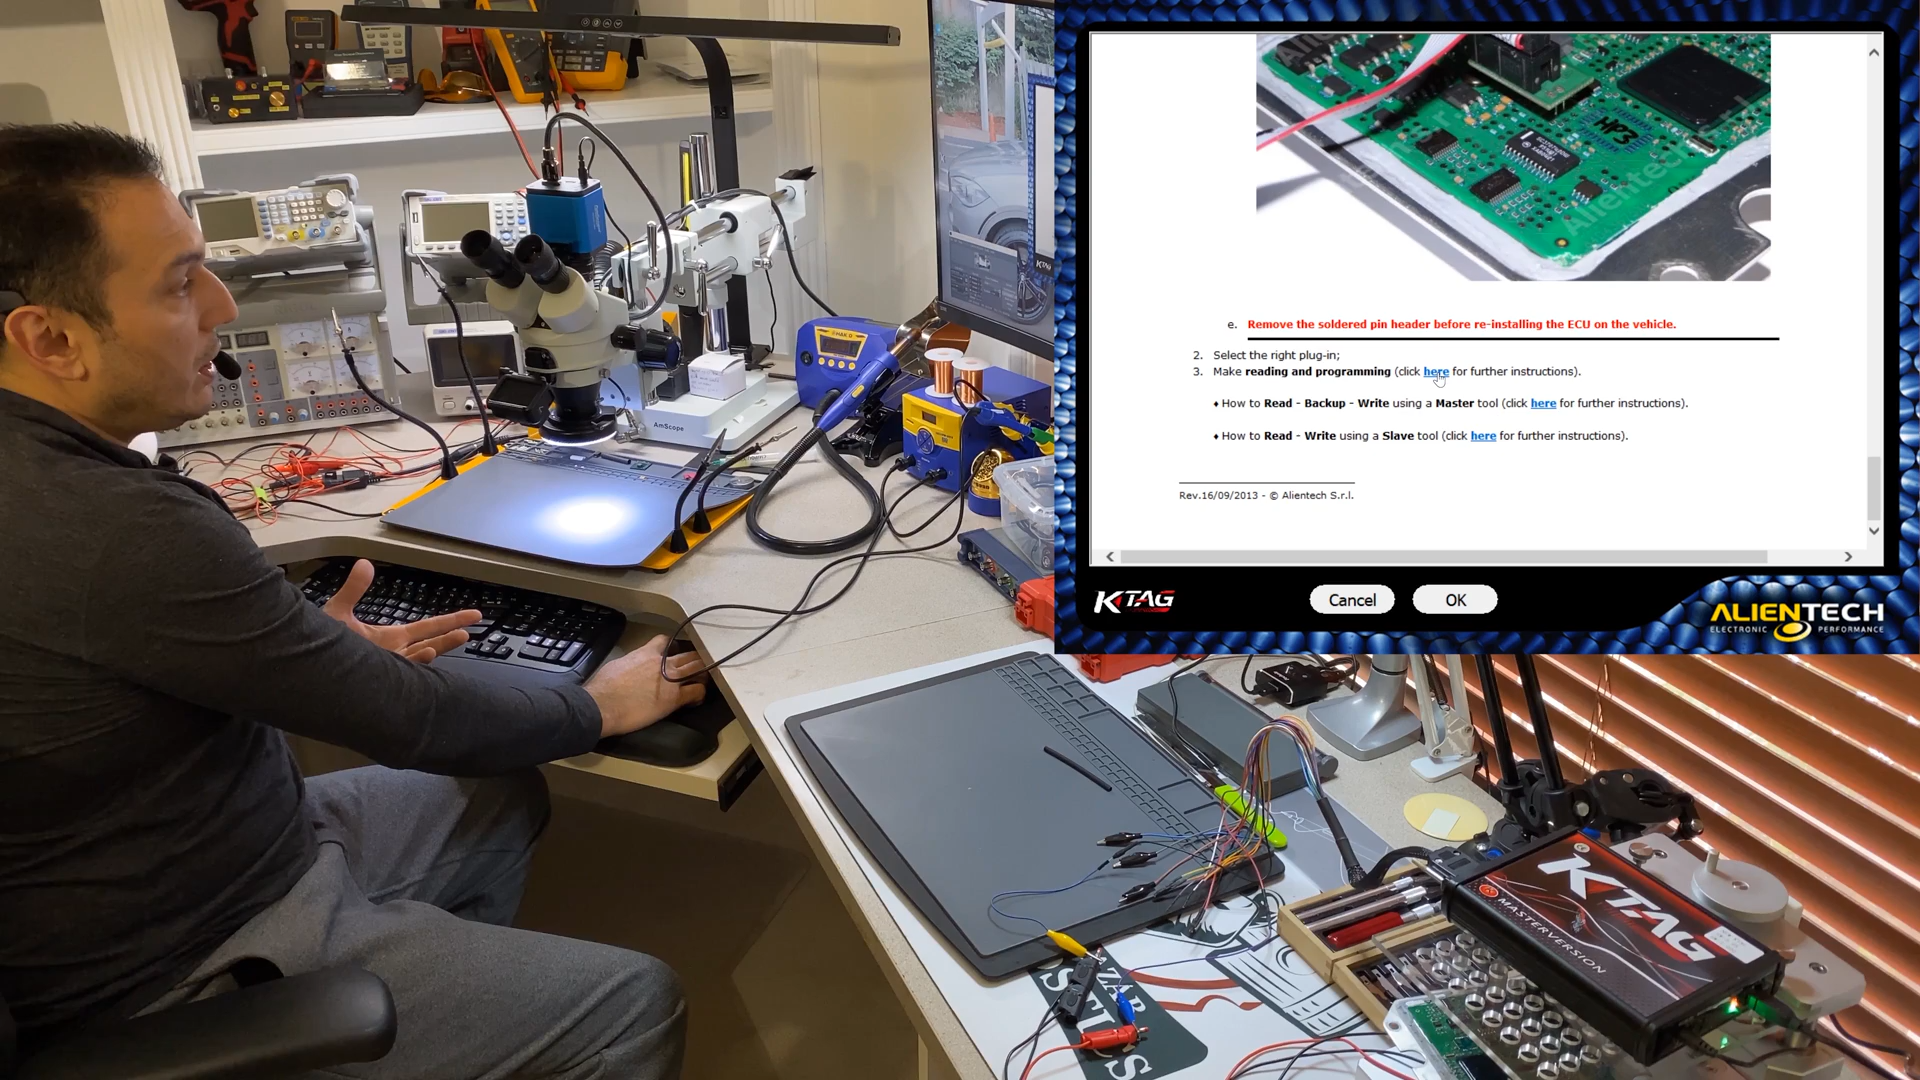 HP3
e. Remove the soldered pin header before re-installing the ECU on the vehicle.
2. Select the right plug-in;
3. Make reading and programming (click here for further instructions).
♦ How to Read - Backup - Write using a Master tool (click here for further instructions).
♦ How to Read - Write using a Slave tool (click here for further instructions).
Rev.16/09/2013 - © Alientech S.r.l.
KTAG
Cancel
OK
ALIENTECH
ELECTRONIC PERFORMANCE
AmScope
KTAG
MASTERVERSION